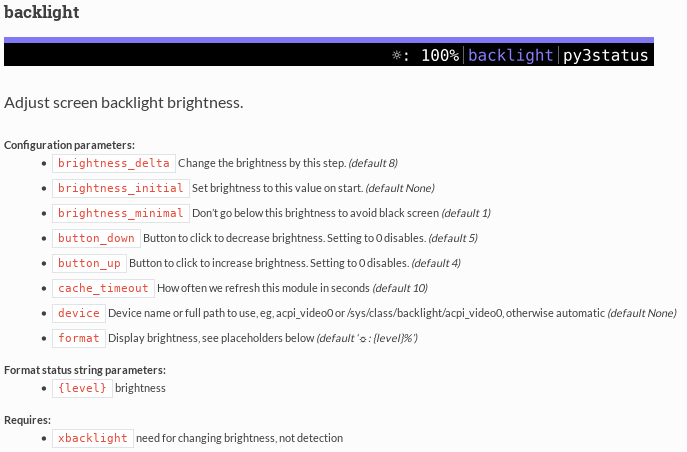 backlight
☼: 100% backlight py3status
Adjust screen backlight brightness.
Configuration parameters:
brightness_delta Change the brightness by this step. (default 8)
brightness_initial Set brightness to this value on start. (default None)
brightness_minimal Don't go below this brightness to avoid black screen (default 1)
button_down Button to click to decrease brightness. Setting to 0 disables. (default 5)
button_up Button to click to increase brightness. Setting to 0 disables. (default 4)
cache_timeout How often we refresh this module in seconds (default 10)
device Device name or full path to use, eg, acpi_video0 or /sys/class/backlight/acpi_video0, otherwise automatic (default None)
format Display brightness, see placeholders below (default '☼: {level}%')
Format status string parameters:
{level} brightness
Requires:
xbacklight need for changing brightness, not detection